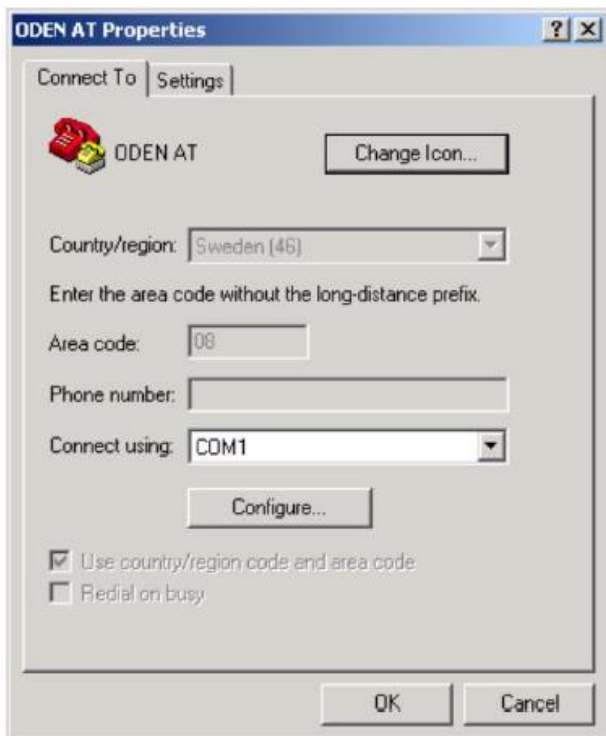 ODEN AT Properties ? ×
Connect To Settings
ODEN AT Change Icon...
Country/region: Sweden (46)
Enter the area code without the long-distance prefix.
Area code: 08
Phone number:
Connect using: COM1
Configure...
Use country/region code and area code
Redial on busy
OK Cancel